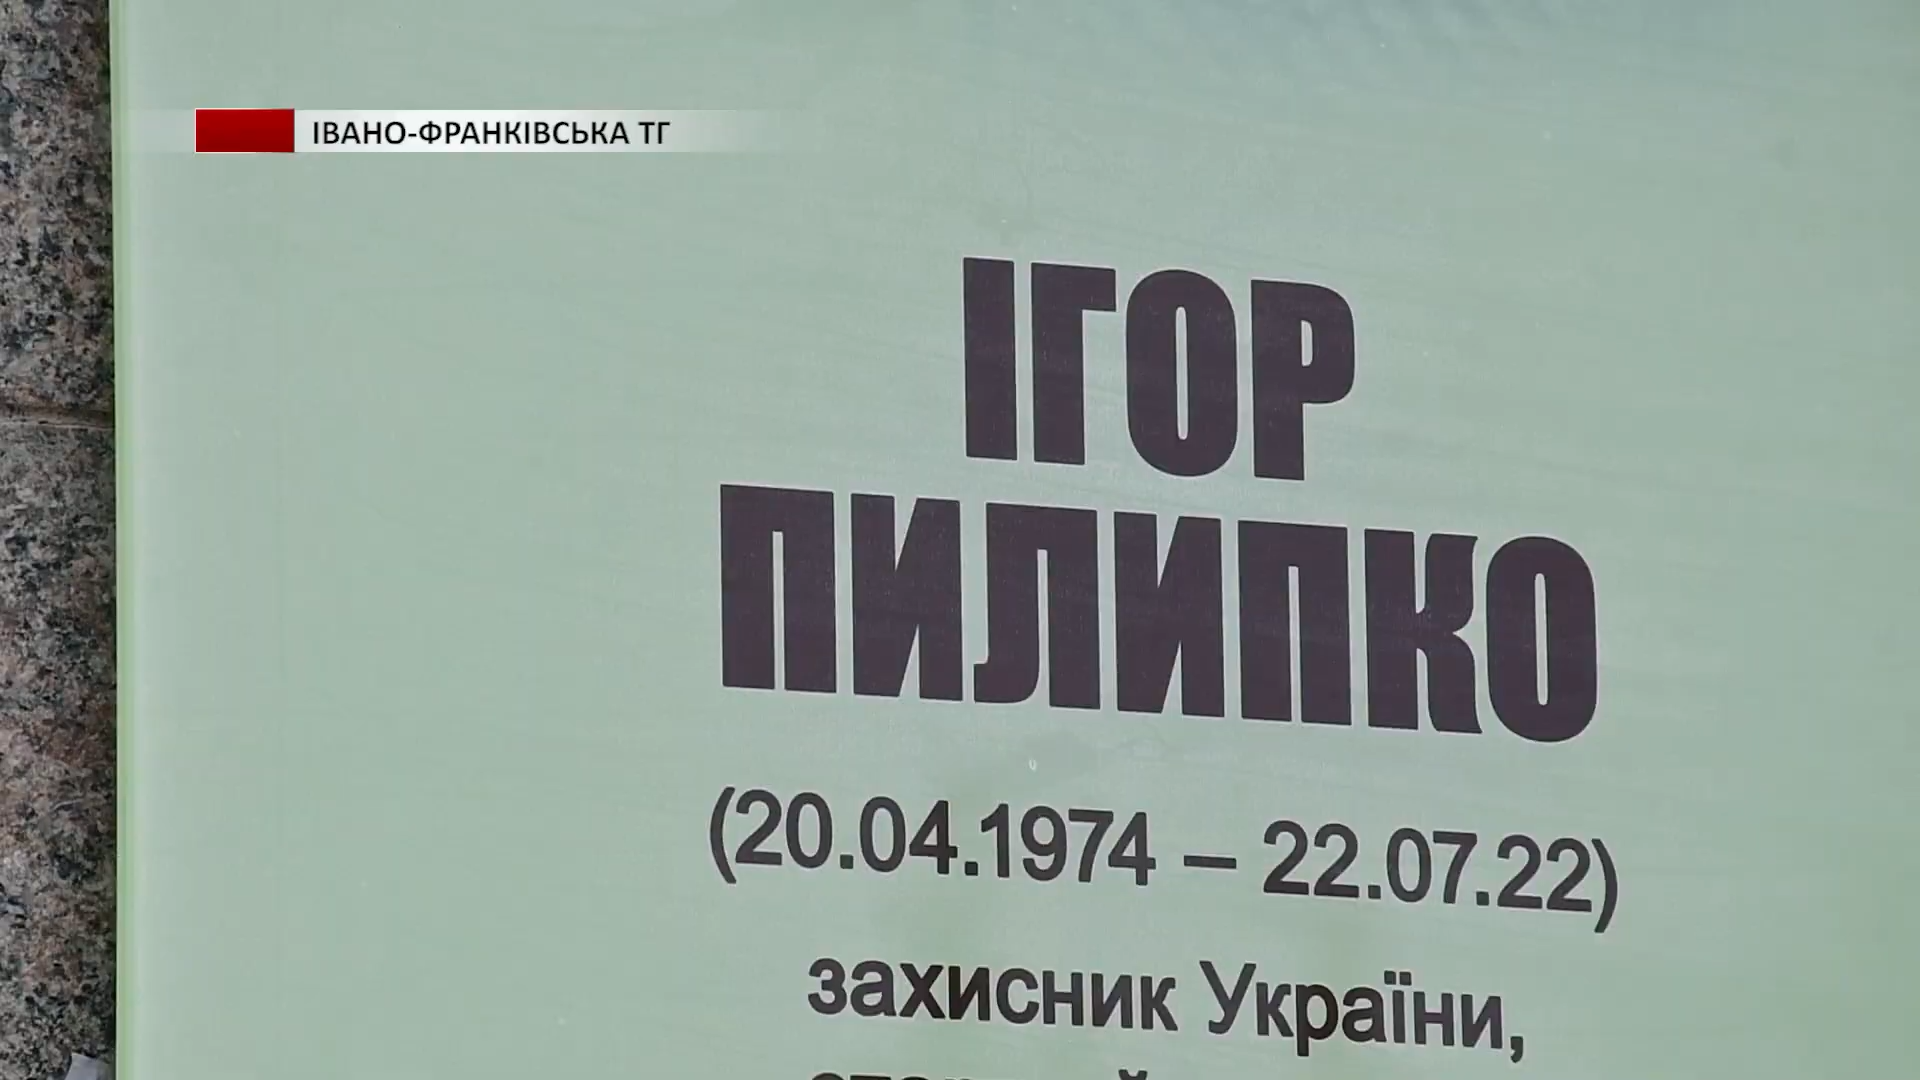 ІВАНО-ФРАНКІВСЬКА ТГ
ІГОР
ПИЛИПКО
(20.04.1974 – 22.07.22)
захисник України,